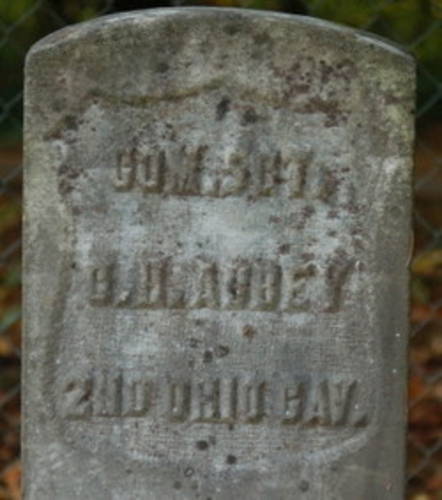 COM. SGT.
ABBEY
2ND OHIO CAV.